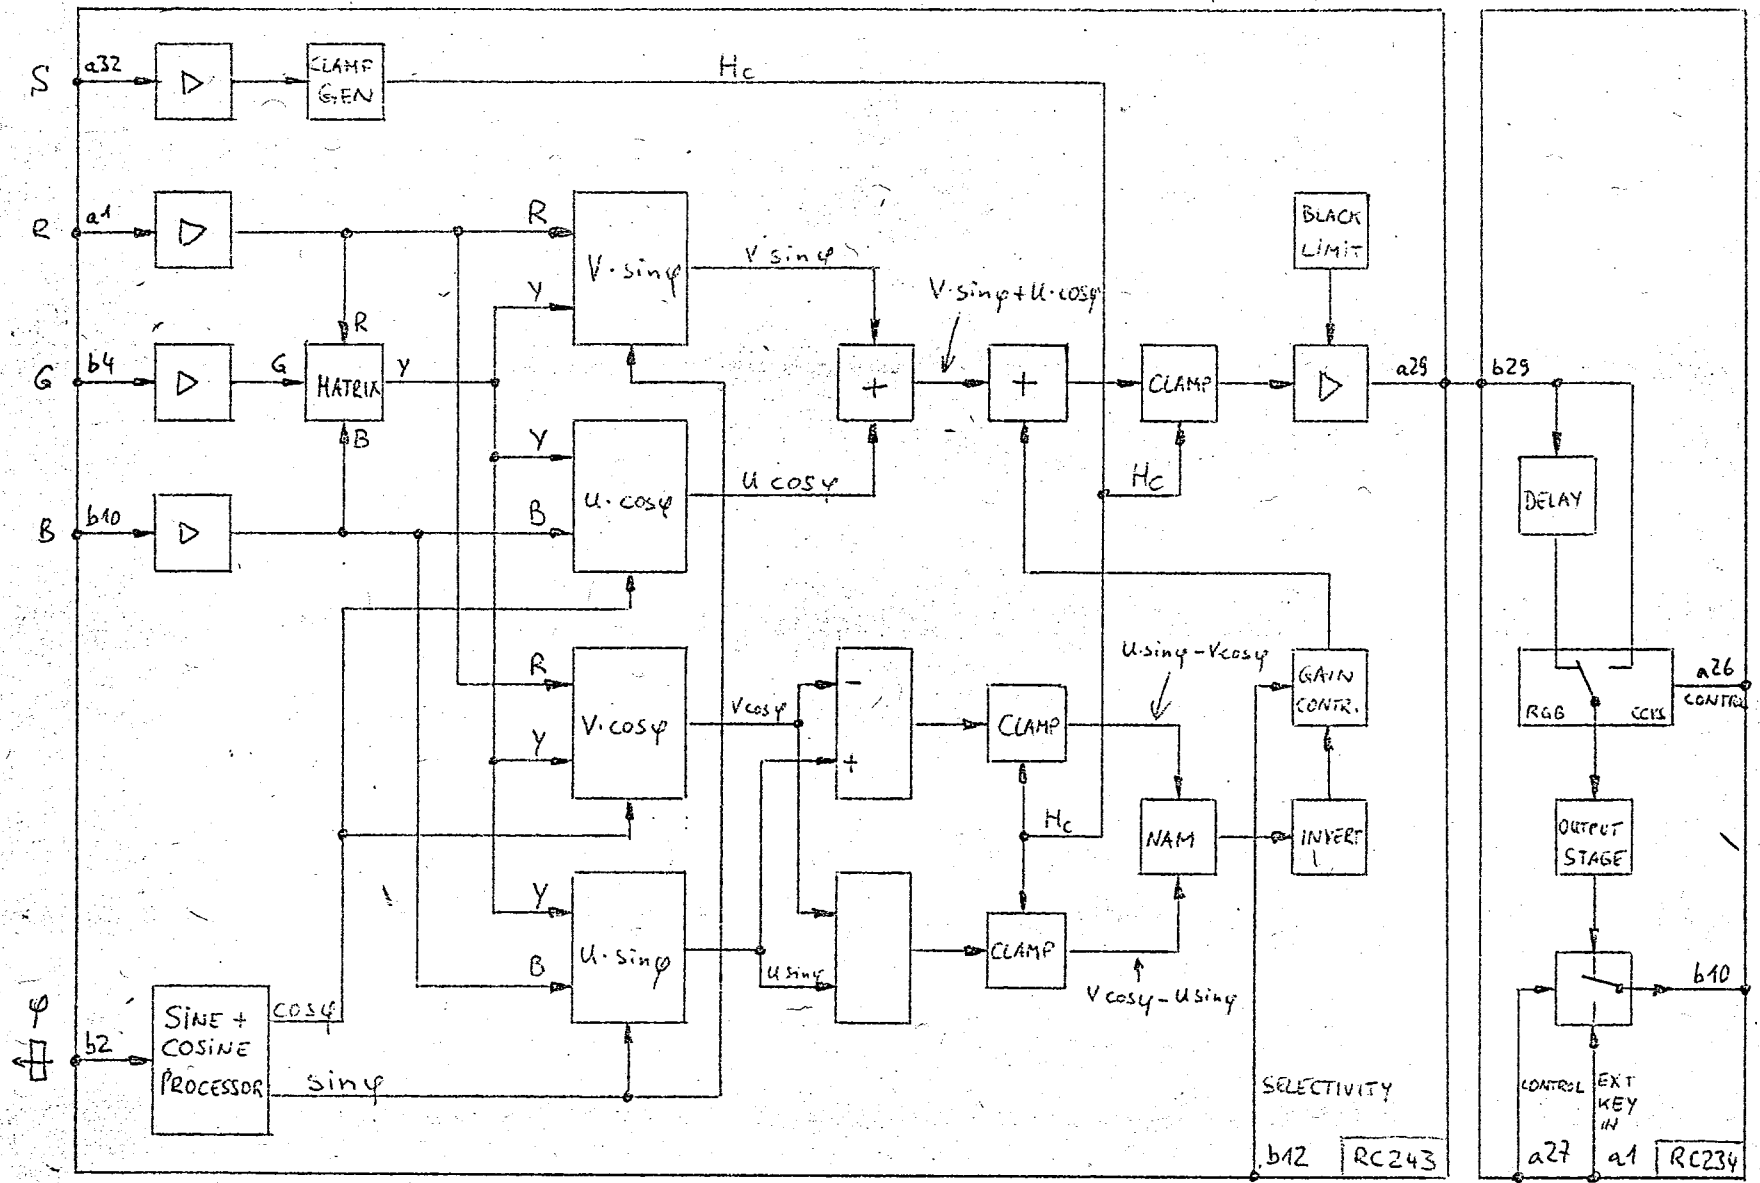 S
a32
▷
CLAMP
GEN
Hc
R
a1
▷
R
V·sinφ
V sinφ
BLACK
LIMIT
Y
V·sinφ+U·cosφ
R
G
b4
▷
G
MATRIX
Y
+
+
CLAMP
▷
a29
b29
B
Y
U·cosφ
U cosφ
Hc
DELAY
B
b10
▷
B
U·sinφ-Vcosφ
R
V·cosφ
Vcosφ
-
CLAMP
GAIN
CONTR.
RGB
CCVS
a26
CONTROL
Y
+
Hc
NAM
INVERT
OUTPUT
STAGE
Y
U·sinφ
U sinφ
CLAMP
B
V cosφ-U sinφ
b10
φ
b2
SINE +
COSINE
PROCESSOR
cosφ
sinφ
SELECTIVITY
CONTROL
EXT
KEY
IN
b12
RC243
a27
a1
RC234